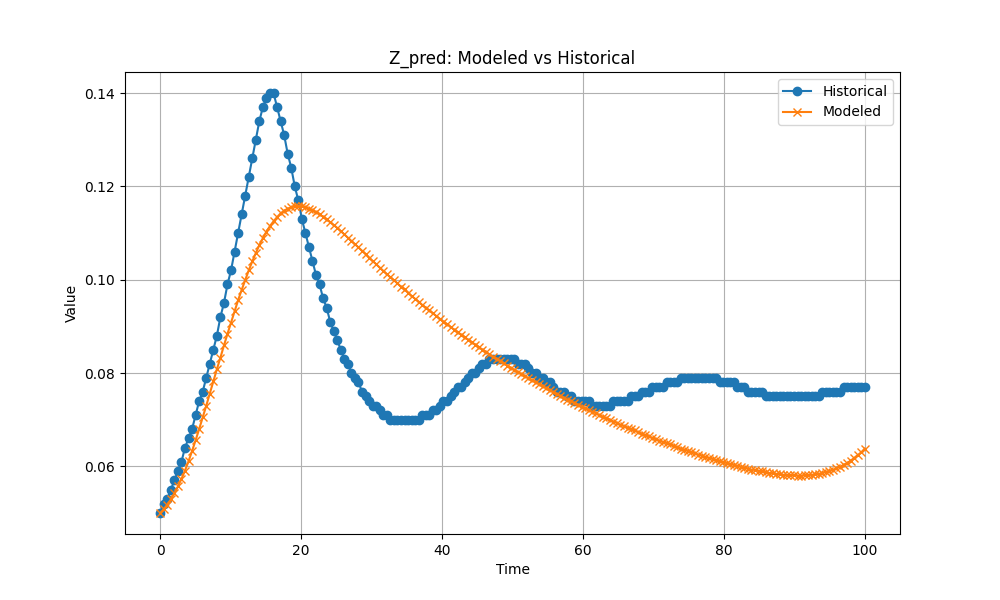 Z_pred: Modeled vs Historical
Historical
Modeled
Value
0.14
0.12
0.10
0.08
0.06
0 20 40 60 80 100
Time